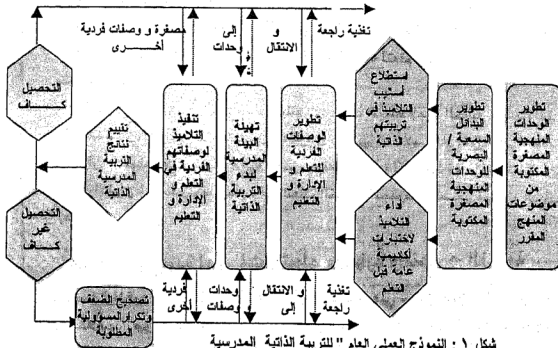 تغذية راجعة
و
الانتقال
إلى
وحدات
مصغرة و وصفات فردية
أخرى
تطوير
الوحدات
المنهجية
المصغرة
المكتوبة
من
موضوعات
المنهج
المقرر
تطوير
البدائل
السمعية /
البصرية
للوحدات
المنهجية
المصغرة
المكتوبة
استطلاع
أساليب
التلاميذ في
تربيتهم
الذاتية
أداء
التلاميذ
لاختبارات
أكاديمية
عامة قبل
التعلم
تطوير
الوصفات
الفردية
للتعلم و
الإدارة و
التعليم
تهيئة
البيئة
المدرسية
لبدء
التربية
الذاتية
تنفيذ
التلاميذ
لوصفاتهم
الفردية في
التعلم و
الإدارة و
التعليم
تقييم
نتائج
التربية
المدرسية
الذاتية
التحصيل
كاف
التحصيل
غير
كاف
تصحيح الضعف
وتكرار المسؤولية
المطلوبة
تغذية
راجعة
و الانتقال
إلى
وحدات
و وصفات
فردية
أخرى
شكل ١ : النموذج العملي العام " للتربية الذاتية المدرسية